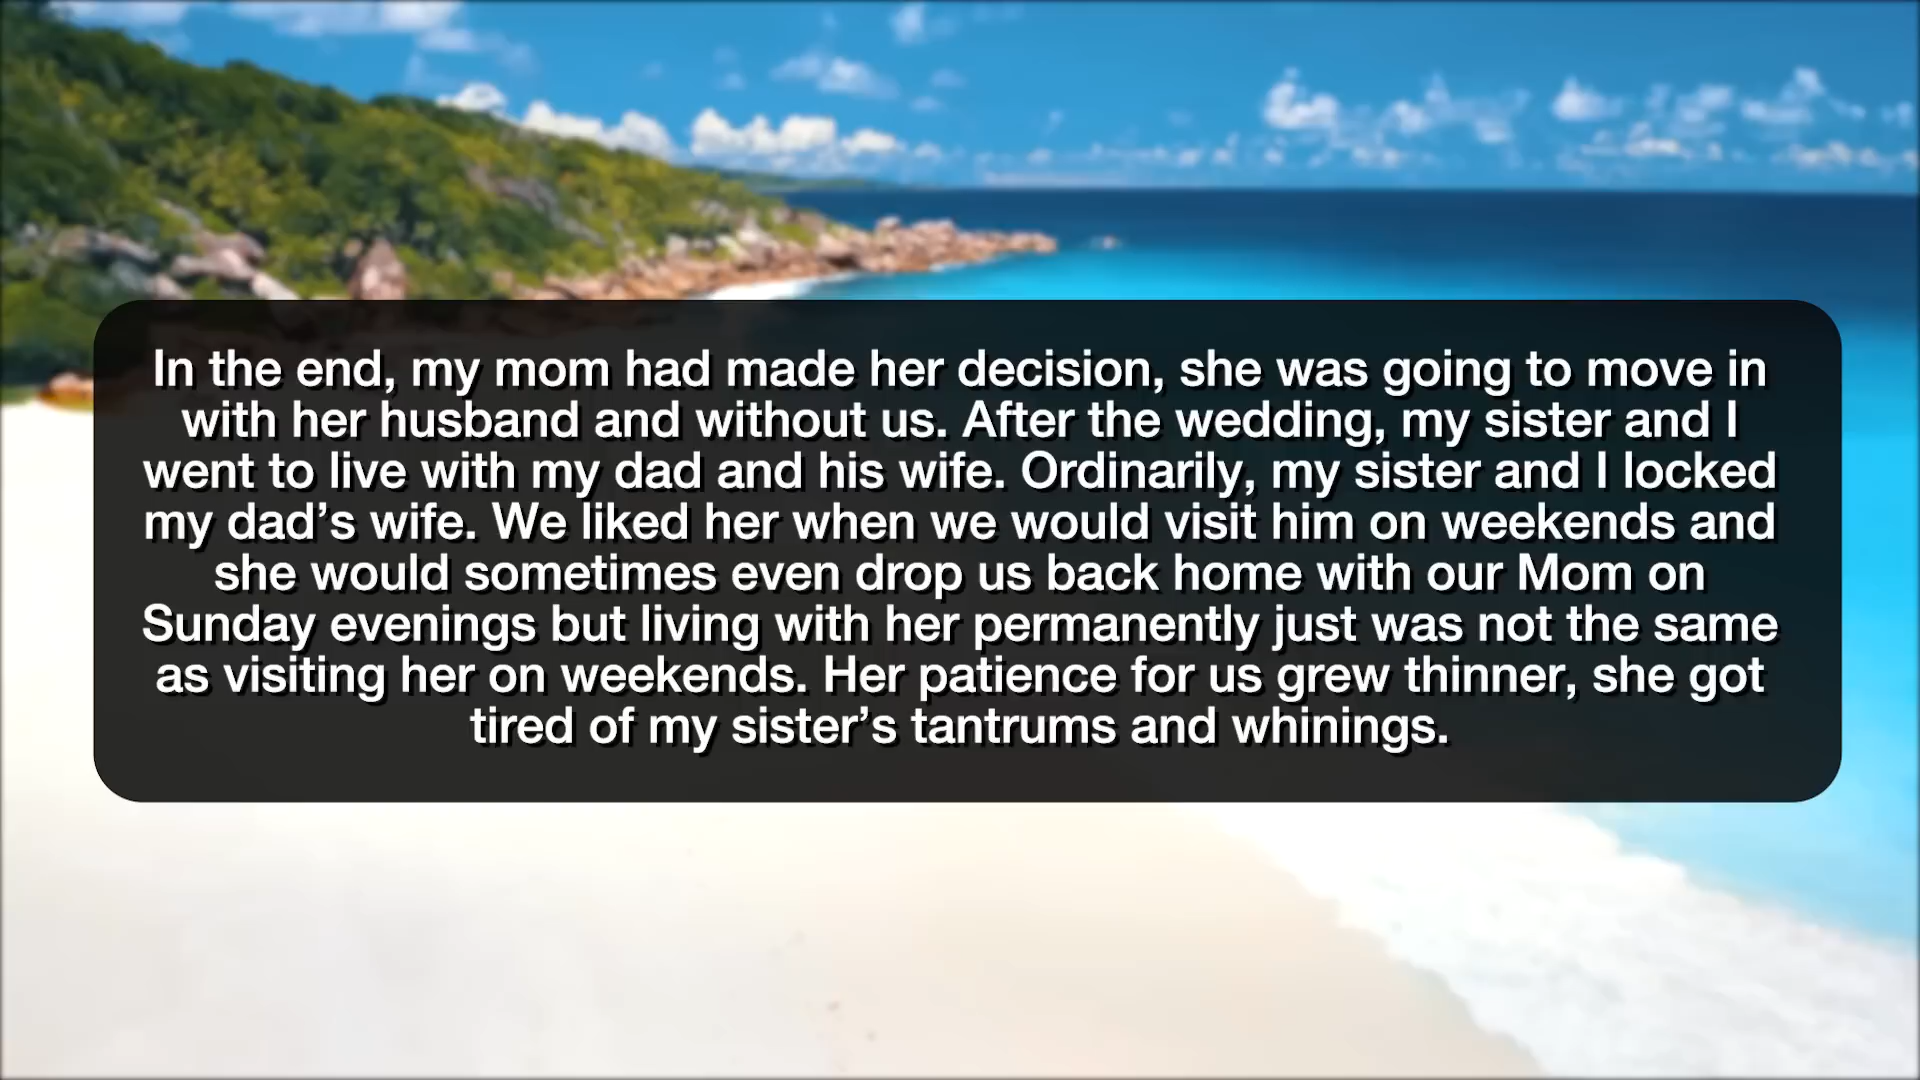 In the end, my mom had made her decision, she was going to move in
with her husband and without us. After the wedding, my sister and I
went to live with my dad and his wife. Ordinarily, my sister and I locked
my dad’s wife. We liked her when we would visit him on weekends and
she would sometimes even drop us back home with our Mom on
Sunday evenings but living with her permanently just was not the same
as visiting her on weekends. Her patience for us grew thinner, she got
tired of my sister’s tantrums and whinings.